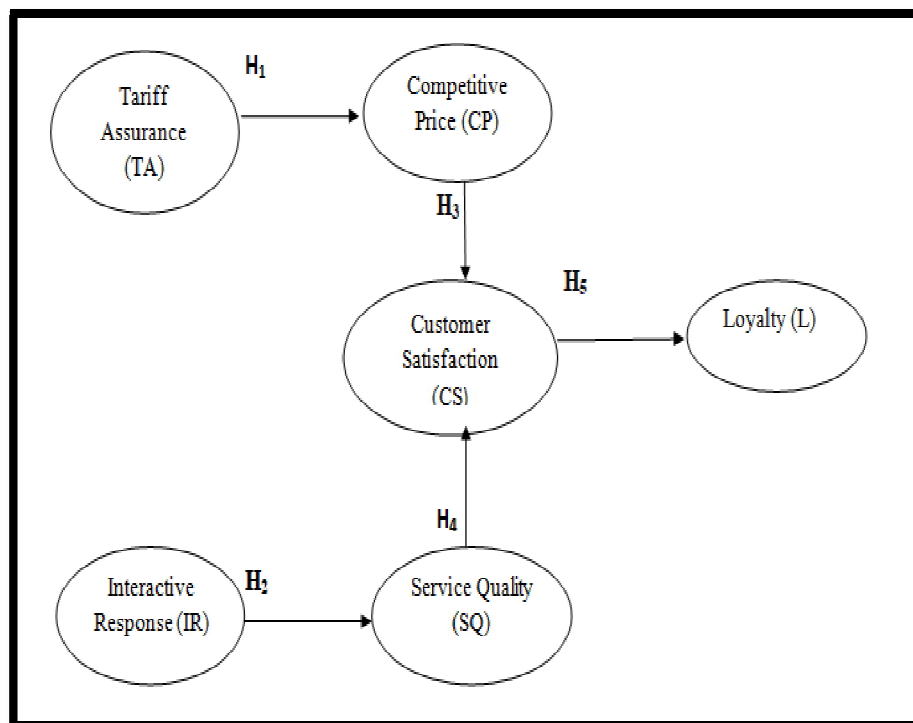 H₁
Tariff
Assurance
(TA)
Competitive
Price (CP)
H₃
H₅
Customer
Satisfaction
(CS)
Loyalty (L)
H₄
H₂
Interactive
Response (IR)
Service Quality
(SQ)